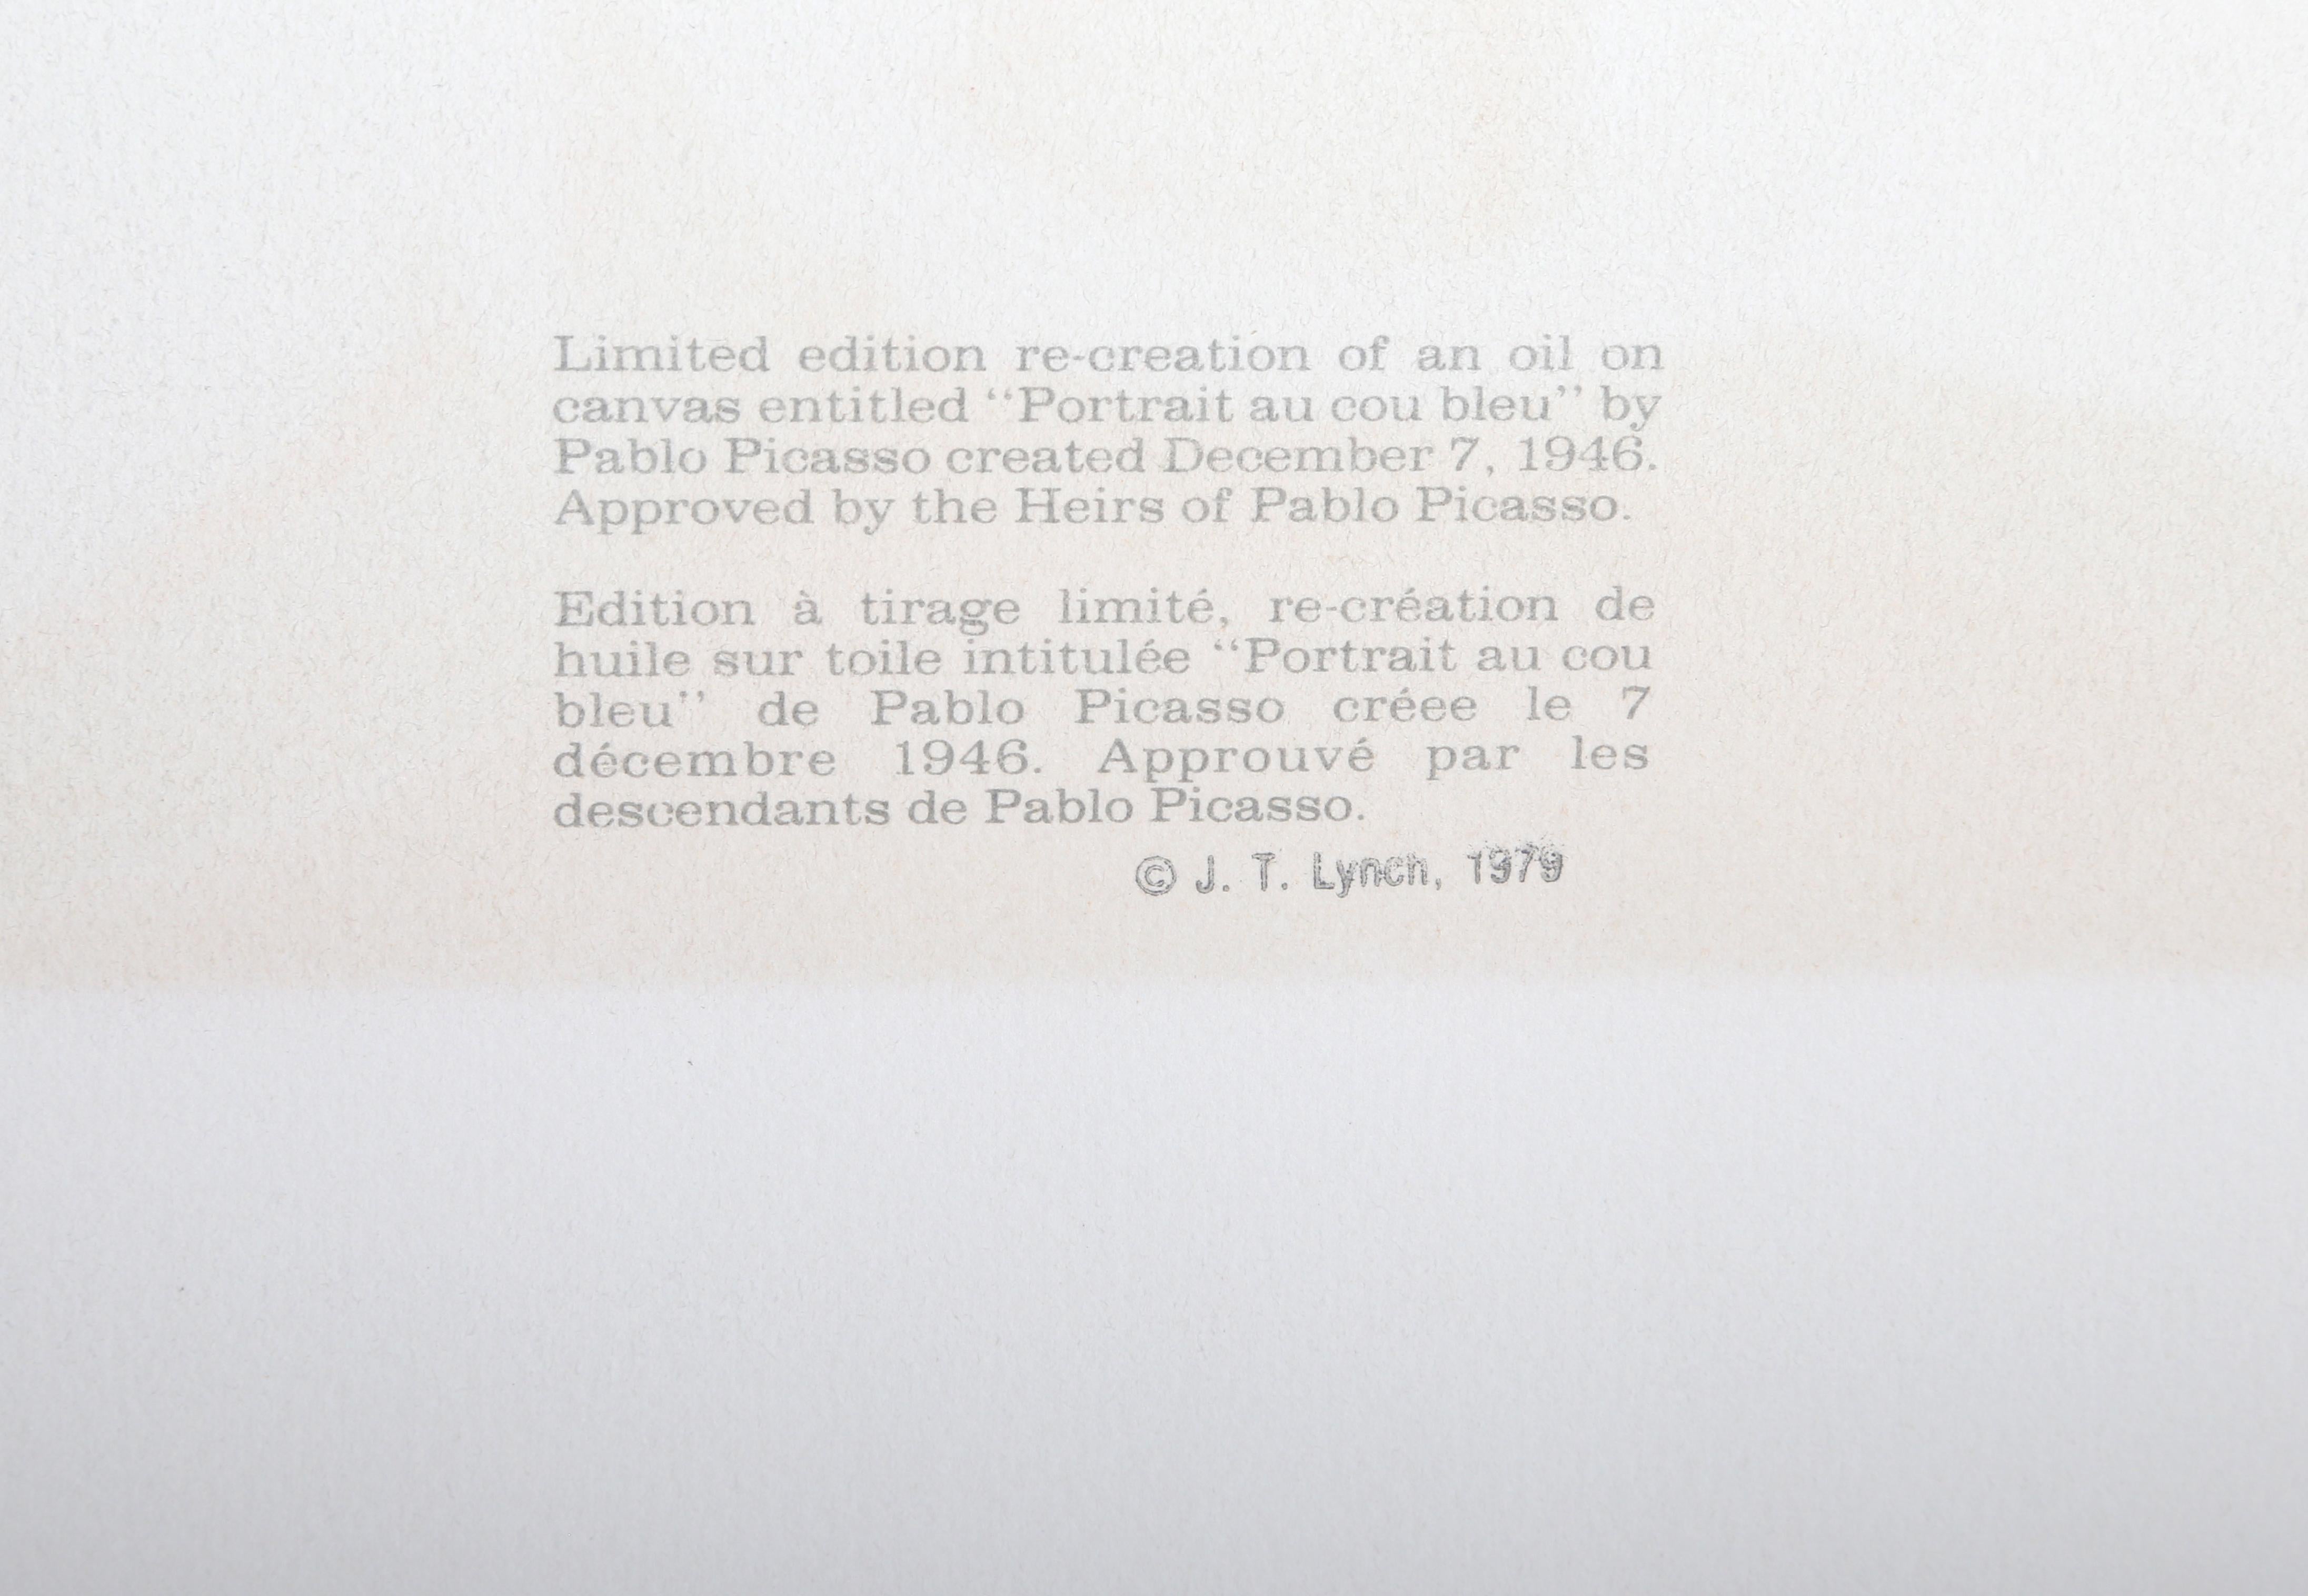 Limited edition re-creation of an oil on
canvas entitled “Portrait au cou bleu” by
Pablo Picasso created December 7, 1946.
Approved by the Heirs of Pablo Picasso.
Edition à tirage limité, re-création de
huile sur toile intitulée “Portrait au cou
bleu” de Pablo Picasso créee le 7
décembre 1946. Approuvé par les
descendants de Pablo Picasso.
© J. T. Lynch, 1979